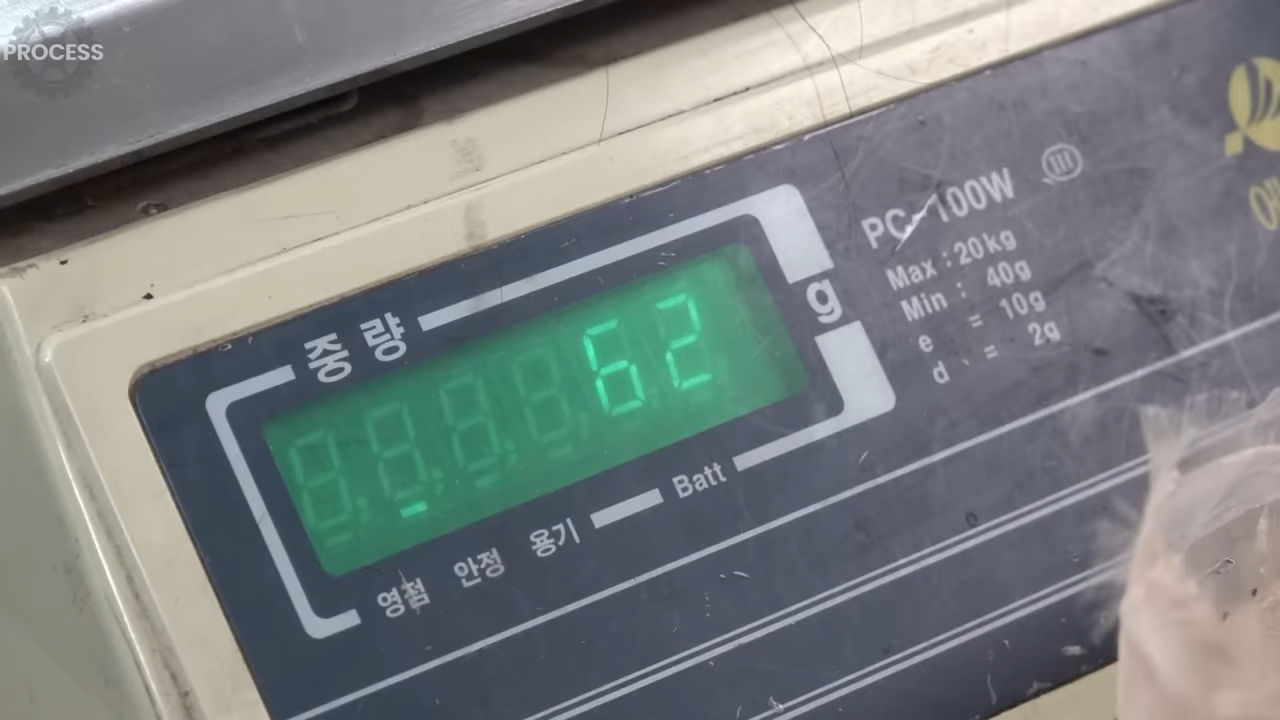 PROCESS
중량
62
g
PC-100W
III
Max : 20kg
Min : 40g
e = 10g
d = 2g
영점 안정 용기 Batt